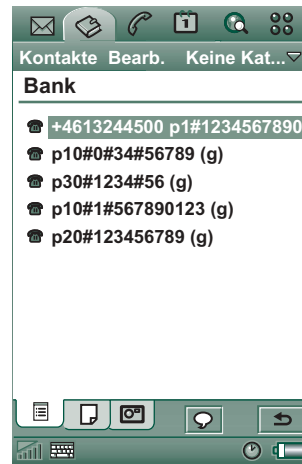 Kontakte Bearb. Keine Kat...
Bank
+4613244500 p1#1234567890
p10#0#34#56789 (g)
p30#1234#56 (g)
p10#1#567890123 (g)
p20#123456789 (g)